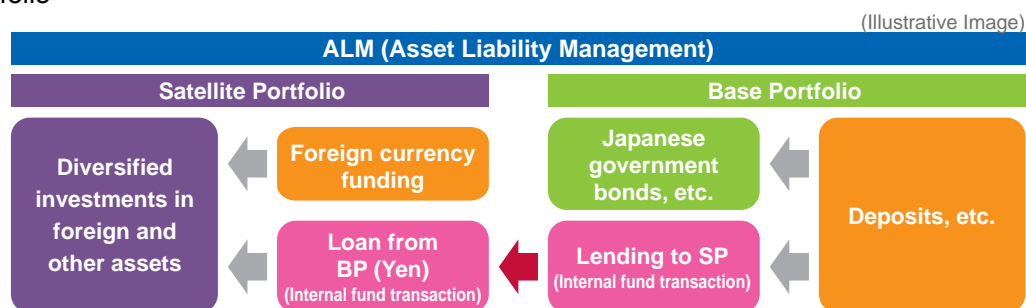 folio
(Illustrative Image)
ALM (Asset Liability Management)
Satellite Portfolio
Base Portfolio
Diversified
investments in
foreign and
other assets
Foreign currency
funding
Loan from
BP (Yen)
(Internal fund transaction)
Japanese
government
bonds, etc.
Lending to SP
(Internal fund transaction)
Deposits, etc.